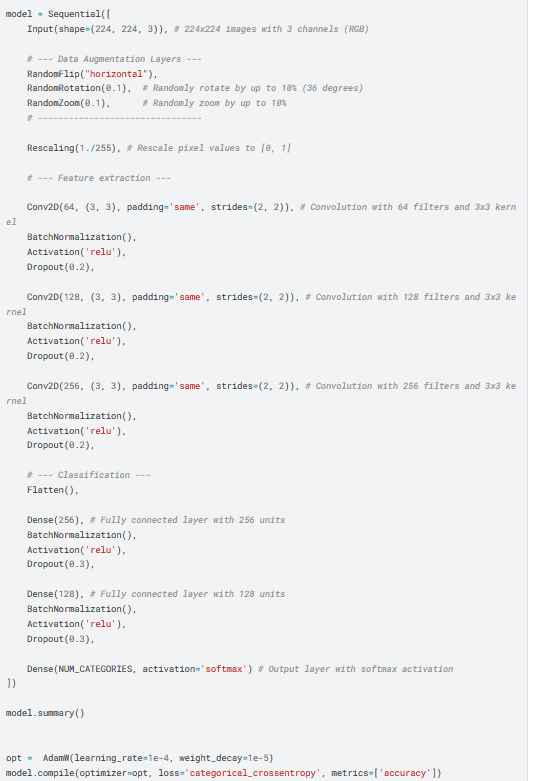 model = Sequential([
    Input(shape=(224, 224, 3)), # 224x224 images with 3 channels (RGB)
    # --- Data Augmentation Layers ---
    RandomFlip("horizontal"),
    RandomRotation(0.1),  # Randomly rotate by up to 10% (36 degrees)
    RandomZoom(0.1),      # Randomly zoom by up to 10%
    # --------------------------------
    Rescaling(1./255), # Rescale pixel values to [0, 1]
    # --- Feature extraction ---
    Conv2D(64, (3, 3), padding='same', strides=(2, 2)), # Convolution with 64 filters and 3x3 kern
el
    BatchNormalization(),
    Activation('relu'),
    Dropout(0.2),
    Conv2D(128, (3, 3), padding='same', strides=(2, 2)), # Convolution with 128 filters and 3x3 ke
rnel
    BatchNormalization(),
    Activation('relu'),
    Dropout(0.2),
    Conv2D(256, (3, 3), padding='same', strides=(2, 2)), # Convolution with 256 filters and 3x3 ke
rnel
    BatchNormalization(),
    Activation('relu'),
    Dropout(0.2),
    # --- Classification ---
    Flatten(),
    Dense(256), # Fully connected layer with 256 units
    BatchNormalization(),
    Activation('relu'),
    Dropout(0.3),
    Dense(128), # Fully connected layer with 128 units
    BatchNormalization(),
    Activation('relu'),
    Dropout(0.3),
    Dense(NUM_CATEGORIES, activation='softmax') # Output layer with softmax activation
])
model.summary()
opt =  AdamW(learning_rate=1e-4, weight_decay=1e-5)
model.compile(optimizer=opt, loss='categorical_crossentropy', metrics=['accuracy'])